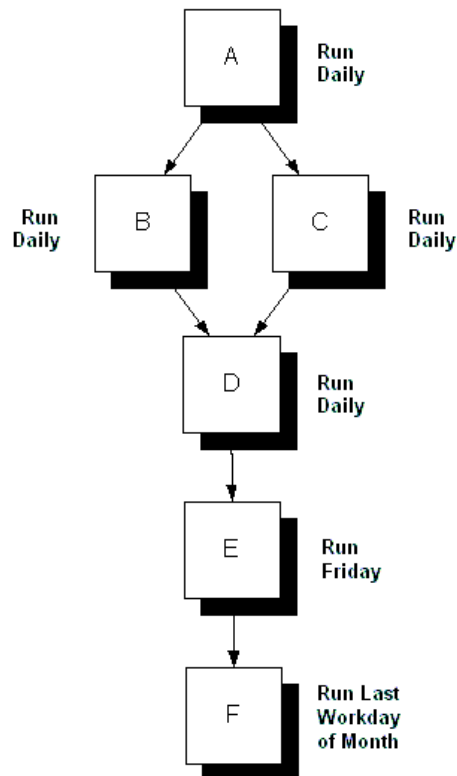 A
Run
Daily
B
Run
Daily
C
Run
Daily
D
Run
Daily
E
Run
Friday
F
Run Last
Workday
of Month